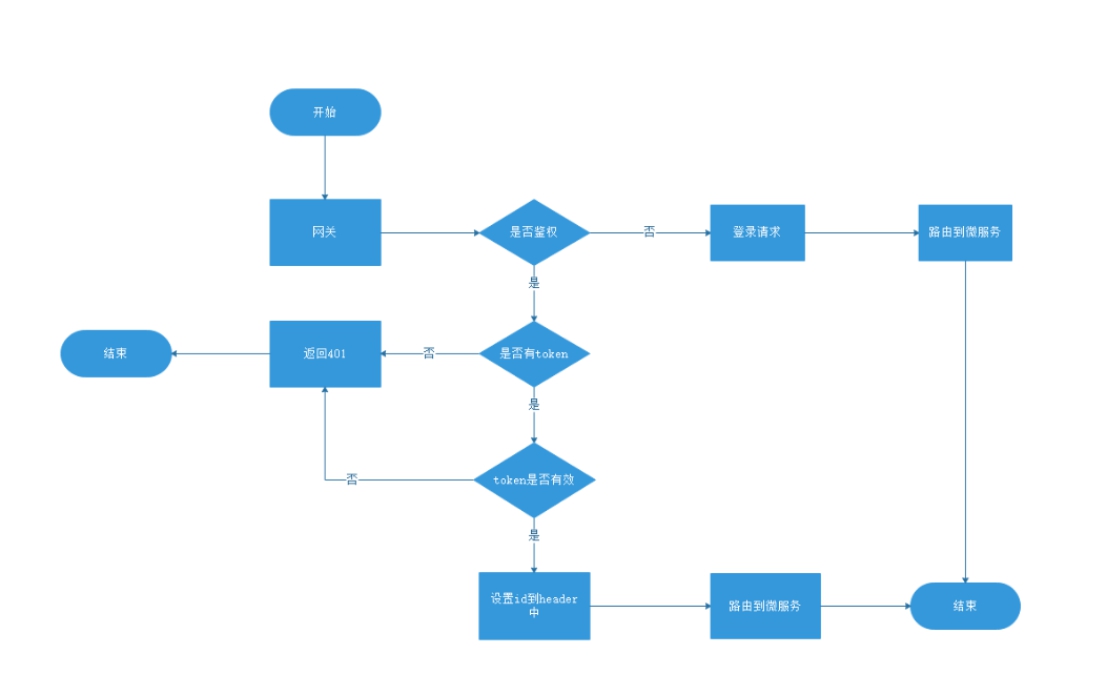 开始
网关
是否鉴权
否
登录请求
路由到微服务
是
结束
返回401
否
是否有token
是
否
token是否有效
是
设置id到header
中
路由到微服务
结束